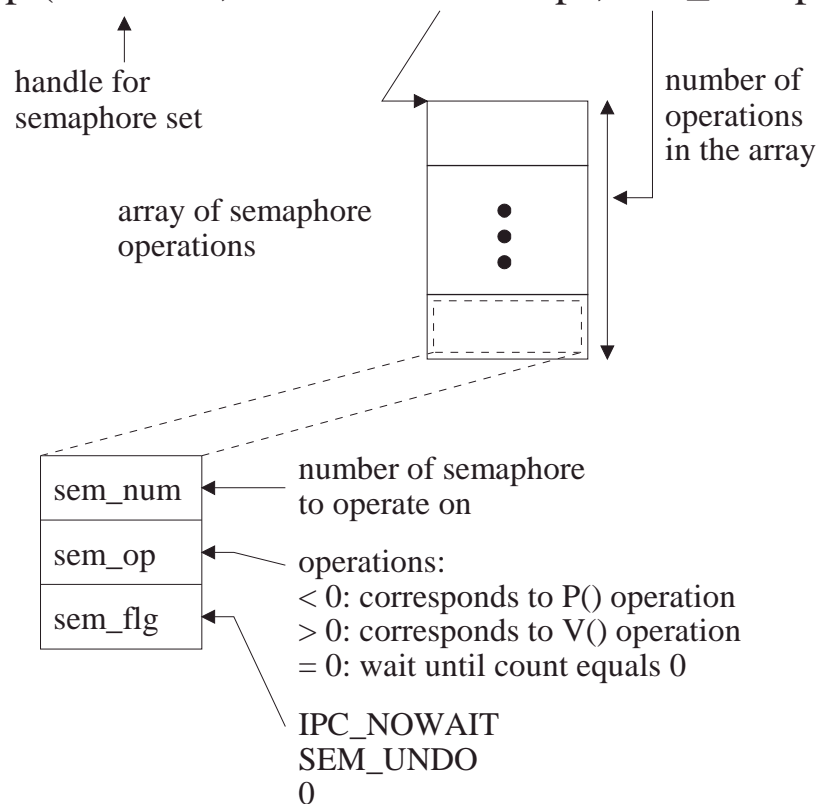 handle for
semaphore set
number of
operations
in the array
array of semaphore
operations
sem_num
number of semaphore
to operate on
sem_op
operations:
< 0: corresponds to P() operation
> 0: corresponds to V() operation
= 0: wait until count equals 0
sem_flg
IPC_NOWAIT
SEM_UNDO
0